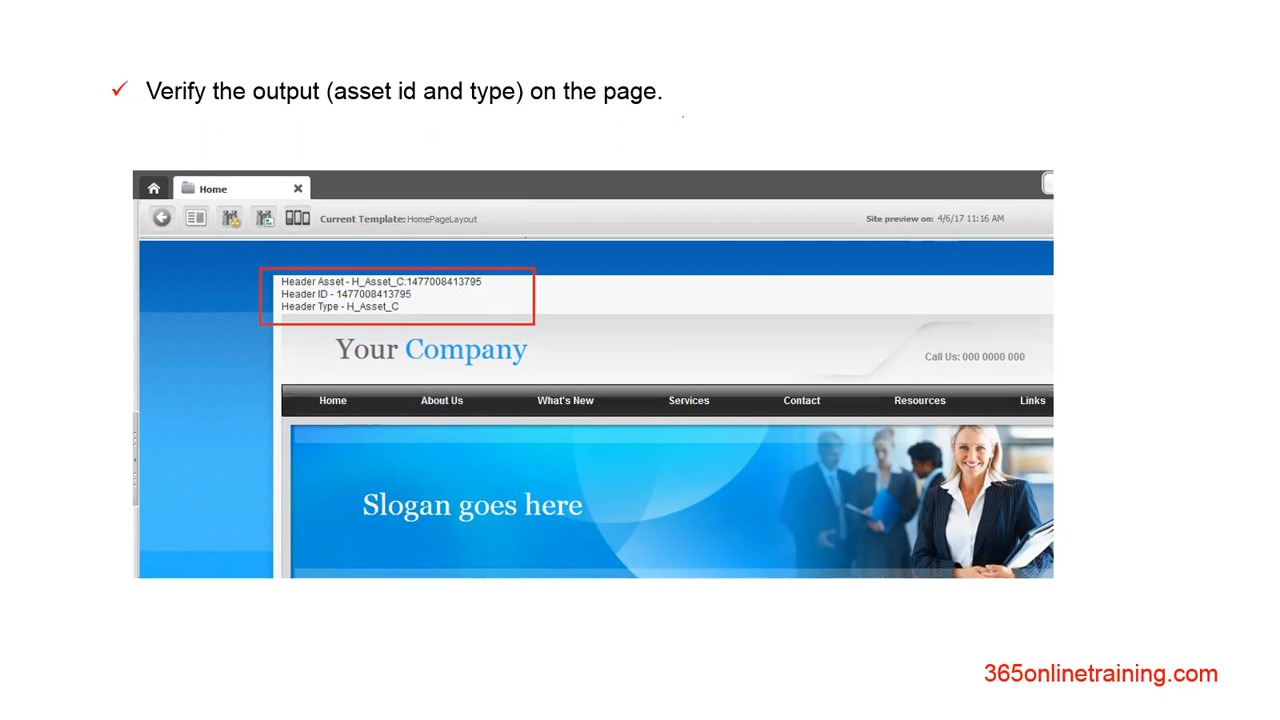 ✓ Verify the output (asset id and type) on the page.
Home
Current Template: HomePageLayout
Site preview on: 4/6/17 11:16 AM
Header Asset - H_Asset_C:1477008413795
Header ID - 1477008413795
Header Type - H_Asset_C
Your Company
Call Us: 000 0000 000
Home About Us What's New Services Contact Resources Links
Slogan goes here
365onlinetraining.com